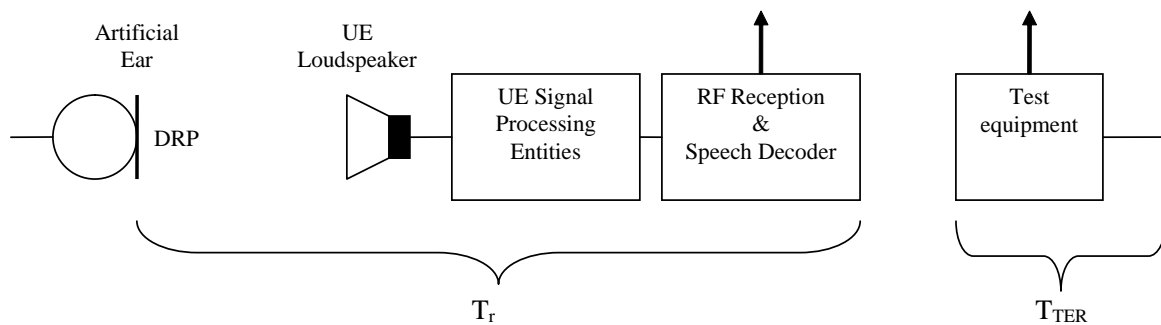 Artificial
Ear
DRP
UE
Loudspeaker
UE Signal
Processing
Entities
RF Reception
&
Speech Decoder
Test
equipment
Tr
TTER